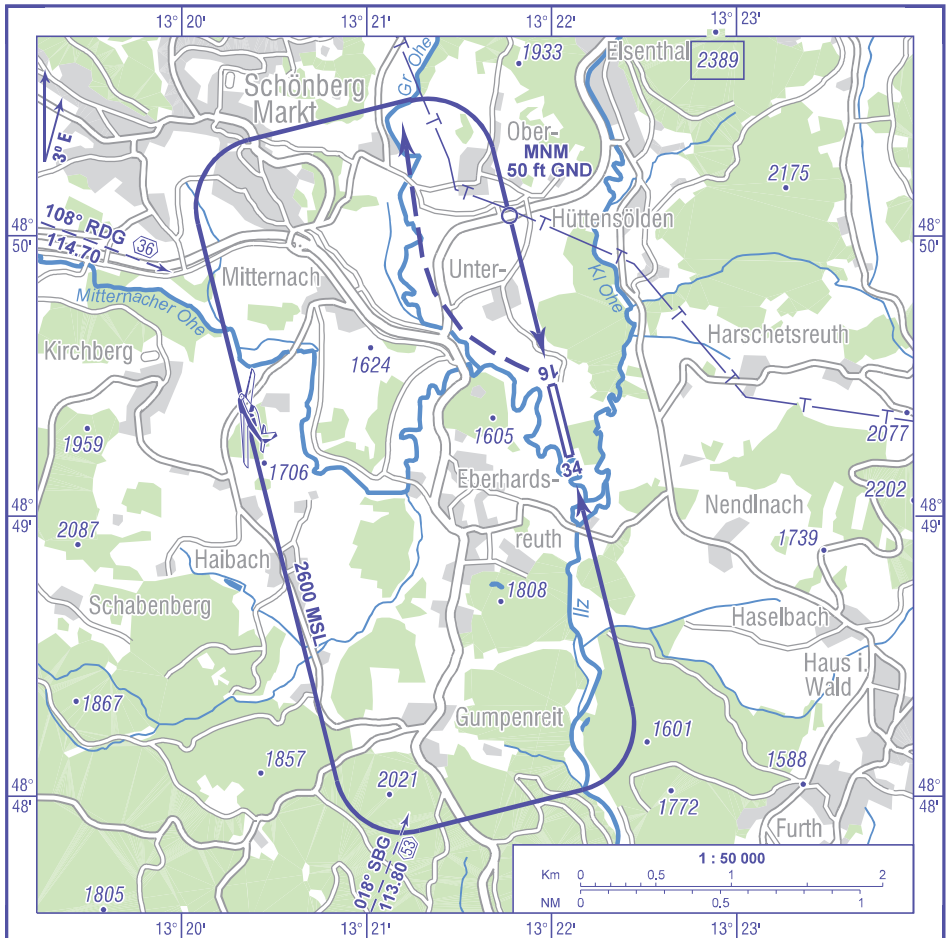 13° 20'
13° 21'
13° 22'
13° 23'
1933
Elsenthal
2389
Schönberg
Markt
Gr. Ohe
3° E
Ober-
MNM
50 ft GND
2175
48°
50'
48°
50'
108° RDG
36
114.70
T
T
T
T
T
T
T
Hüttensölden
Mitternach
Unter-
Kl Ohe
Mitternacher Ohe
Harschetsreuth
Kirchberg
1624
16
1959
1605
2077
1706
34
Eberhards-
2202
Nendlnach
48°
49'
48°
49'
2087
reuth
1739
Haibach
2600 MSL
1808
Schabenberg
Ilz
Haselbach
Haus i.
Wald
1867
Gumpenreit
1601
1857
1588
48°
48'
48°
48'
2021
1772
018° SBG
113.80
53
Furth
1805
1 : 50 000
Km 0 0.5 1 2
NM 0 0.5 1
13° 20'
13° 21'
13° 22'
13° 23'